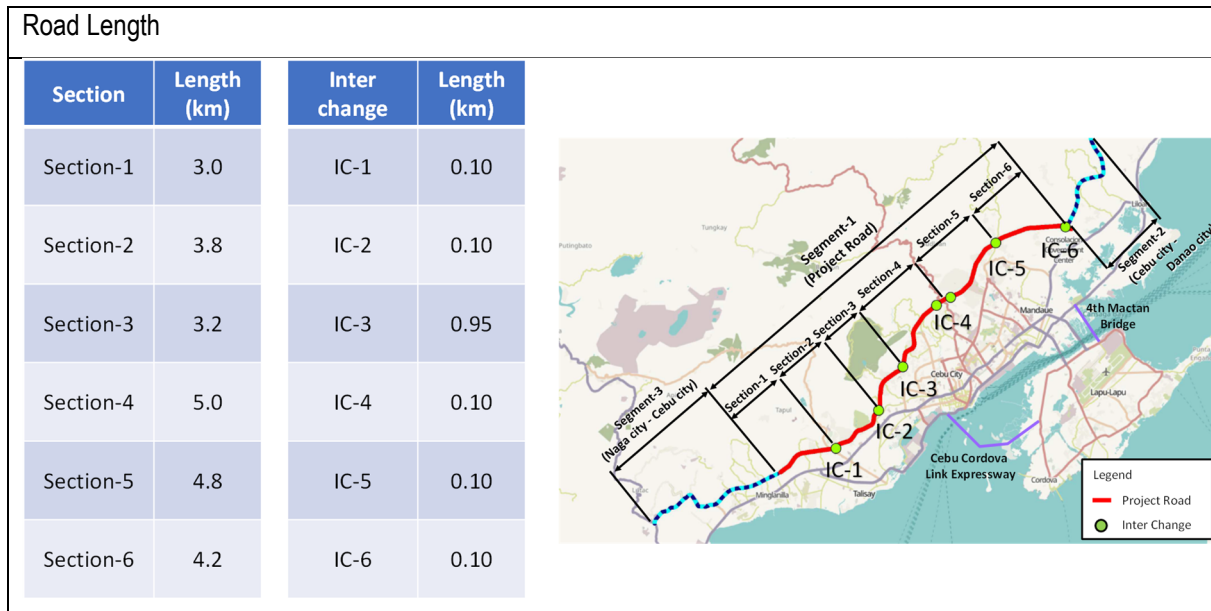 Road Length
Section Length (km)
Section-1 3.0
Section-2 3.8
Section-3 3.2
Section-4 5.0
Section-5 4.8
Section-6 4.2
Inter change Length (km)
IC-1 0.10
IC-2 0.10
IC-3 0.95
IC-4 0.10
IC-5 0.10
IC-6 0.10
Segment-1
(Project Road)
Section-6
Section-5
Section-4
Section-3
Section-2
Section-1
Segment-3
(Naga city - Cebu city)
Segment-2
(Cebu city -
Danao city)
Tungkay
Putingbato
Tapul
Consolacion
Government
Center
IC-6
IC-5
IC-4
IC-3
IC-2
IC-1
Mandaue
4th Mactan
Bridge
Cebu City
Lapu-Lapu
Cebu Cordova
Link Expressway
Cordova
Minglanilla
Talisay
Legend
Project Road
Inter Change